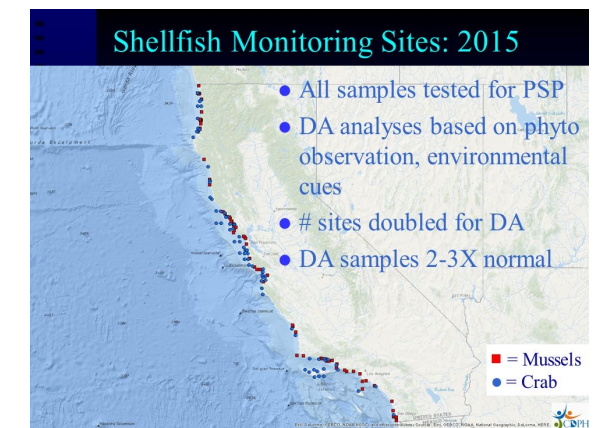 Shellfish Monitoring Sites: 2015
All samples tested for PSP
DA analyses based on phyto
observation, environmental
cues
# sites doubled for DA
DA samples 2-3X normal
= Mussels
= Crab
CDPH